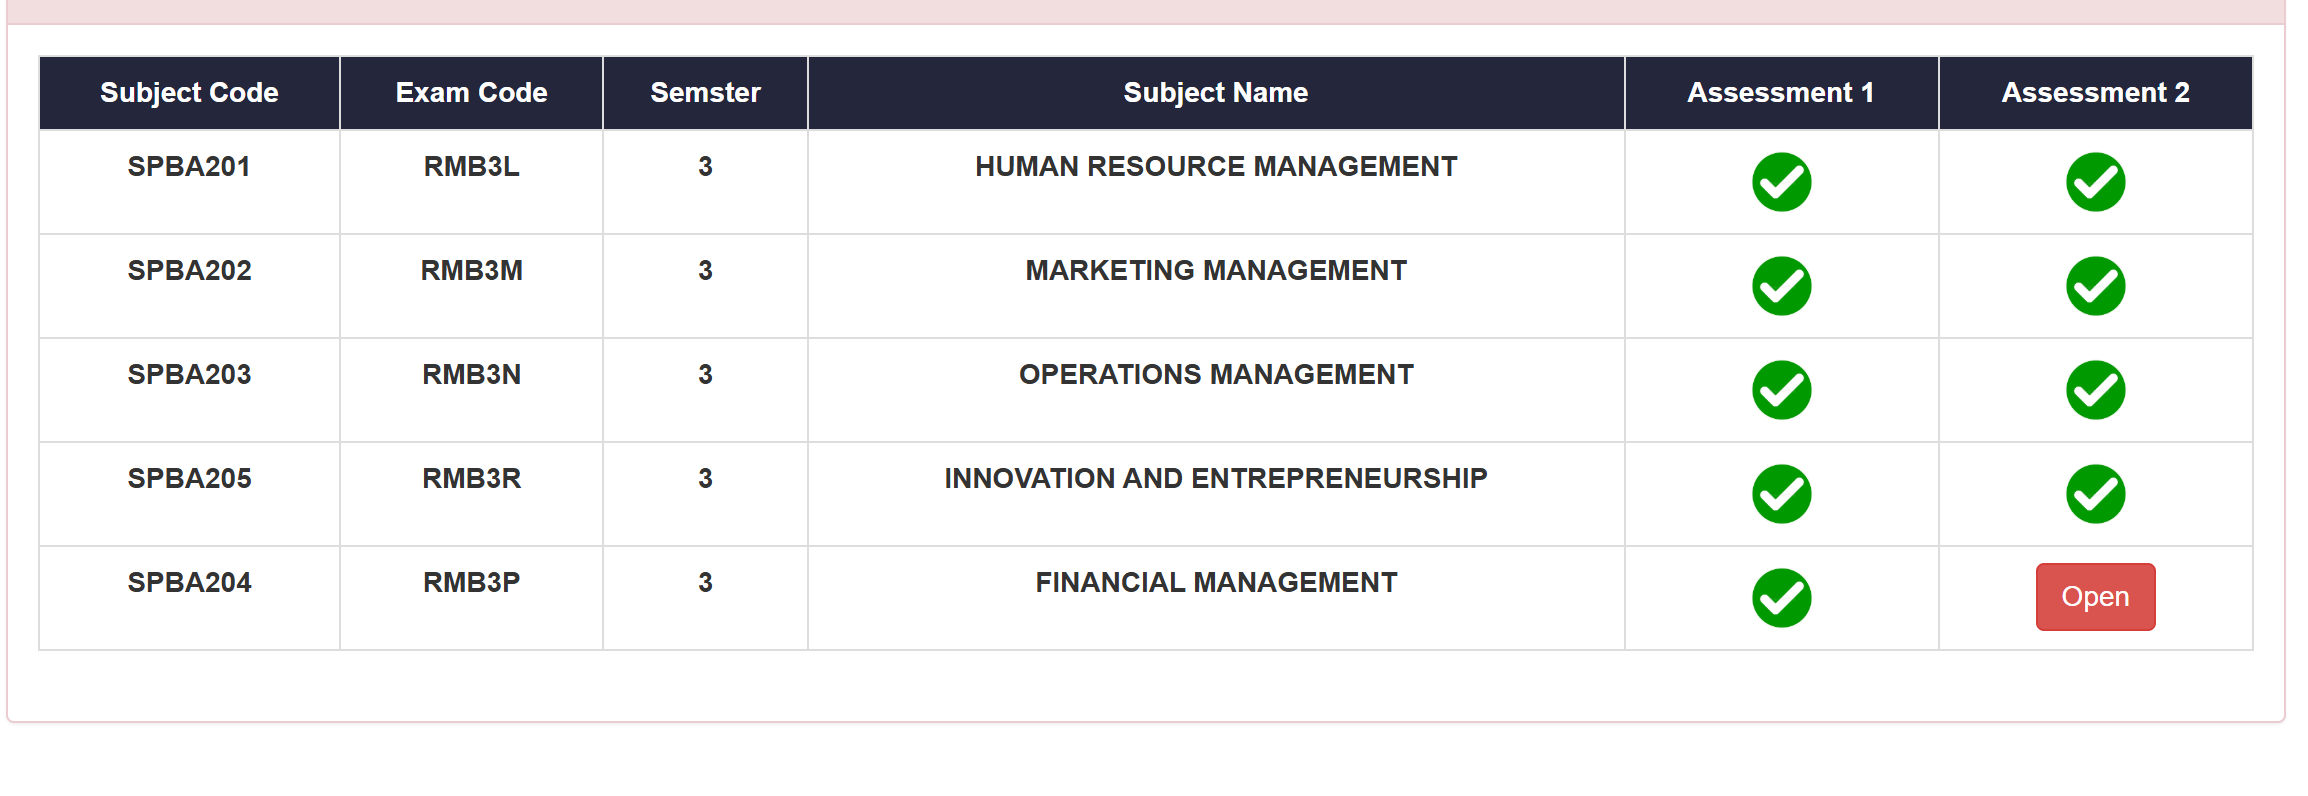 Subject Code Exam Code Semster Subject Name Assessment 1 Assessment 2
SPBA201 RMB3L 3 HUMAN RESOURCE MANAGEMENT
SPBA202 RMB3M 3 MARKETING MANAGEMENT
SPBA203 RMB3N 3 OPERATIONS MANAGEMENT
SPBA205 RMB3R 3 INNOVATION AND ENTREPRENEURSHIP
SPBA204 RMB3P 3 FINANCIAL MANAGEMENT Open